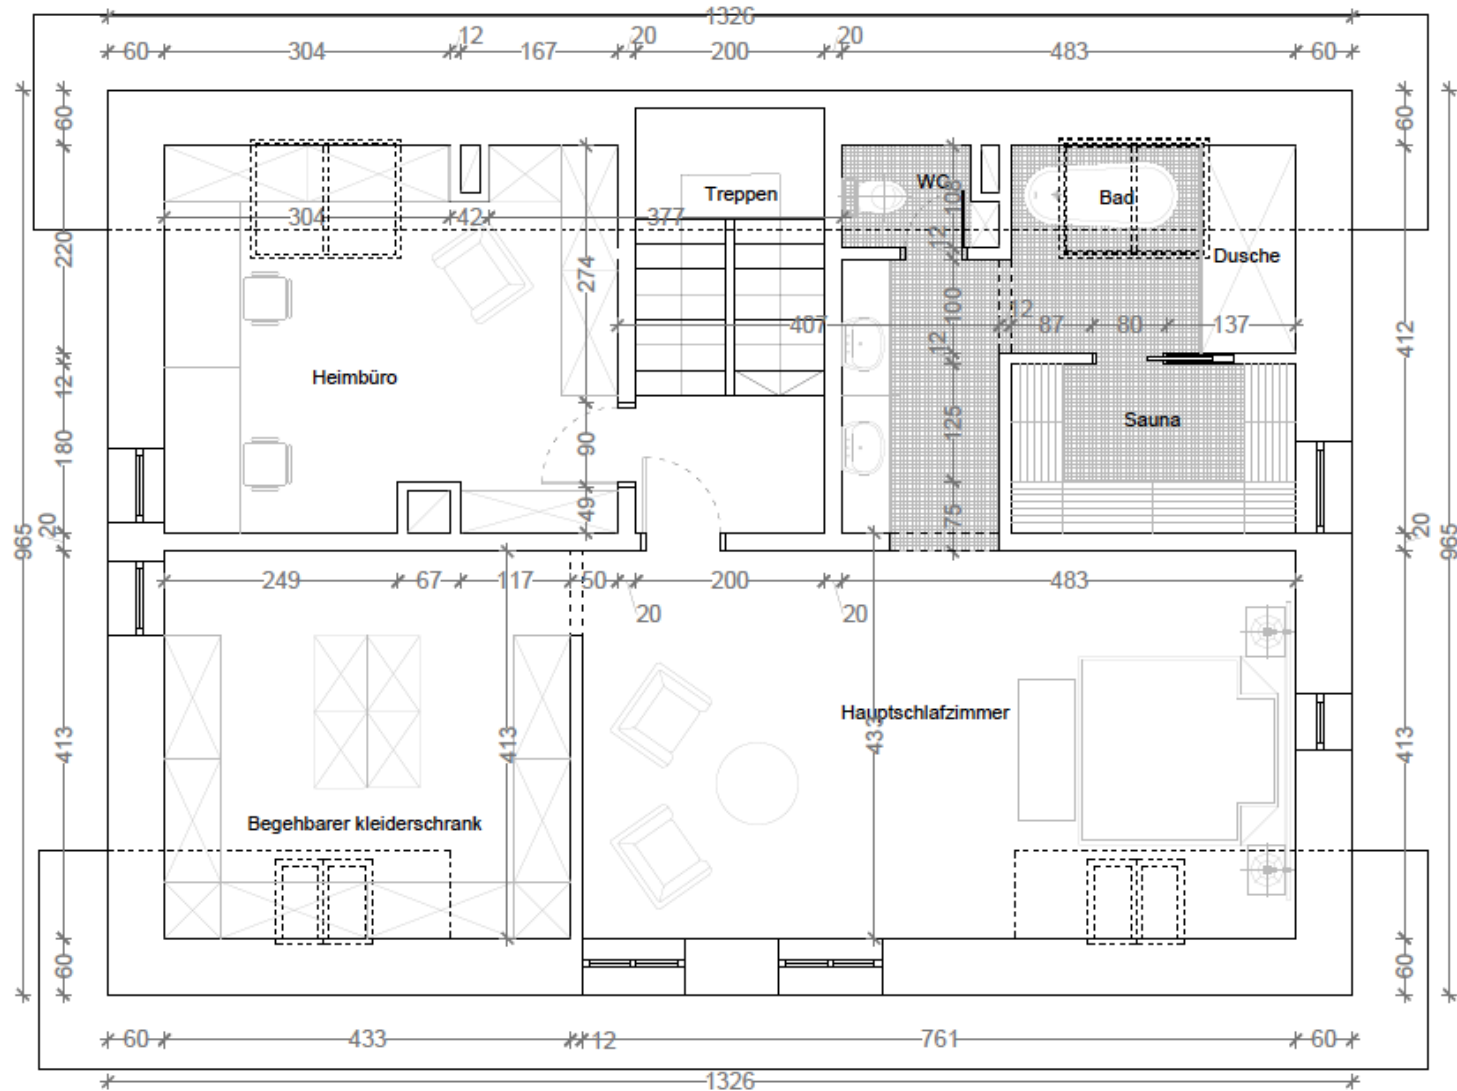 1326
60 304 12 167 20 200 20 483 60
60
60
Treppen
WC
108
Bad
304 42 377
220
12
Dusche
274
407
100
12
87 80 137
12
412
Heimbüro
12
Sauna
125
90
180
49
75
20
965
20
965
249 67 117 50 200 483
20
20
Hauptschlafzimmer
413
413
433
413
Begehbarer kleiderschrank
60
60
60 433 12 761 60
1326